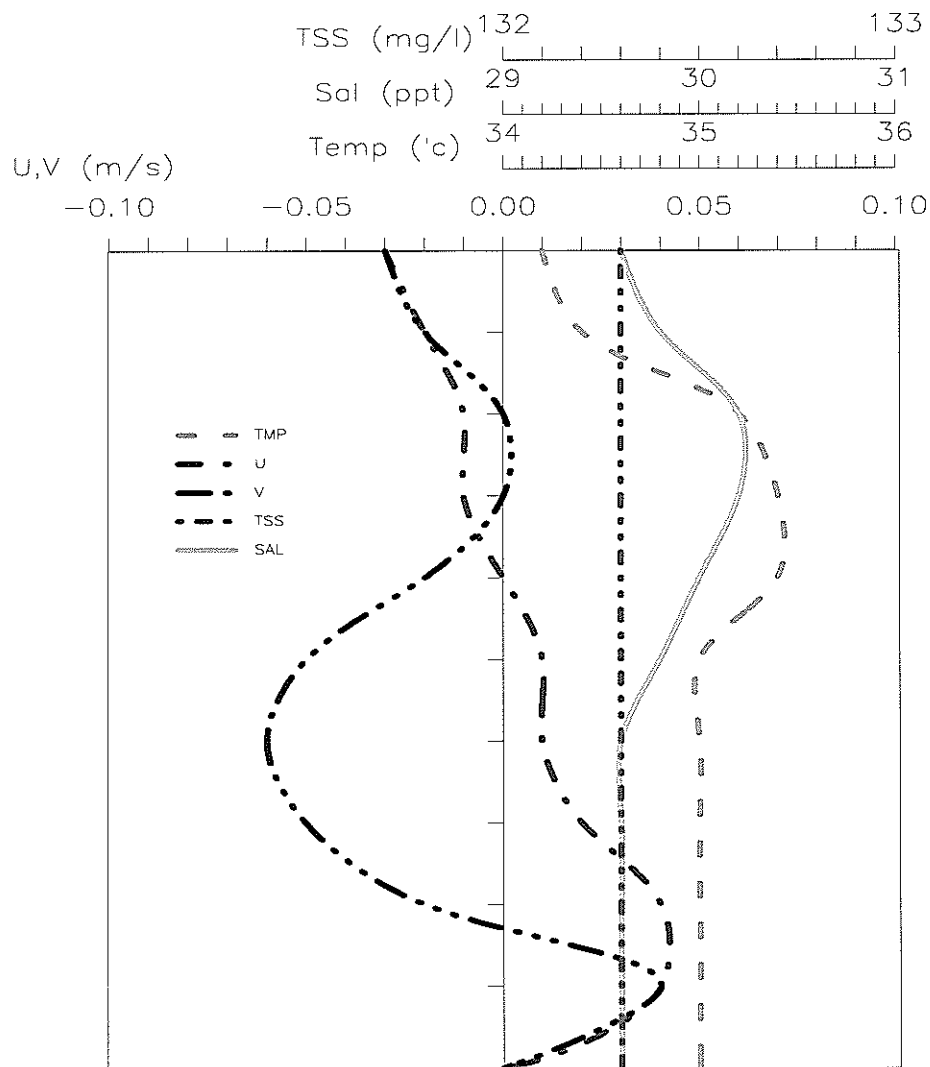 TSS (mg/l) 132 133
Sal (ppt) 29 30 31
Temp ('c) 34 35 36
U,V (m/s)
−0.10 −0.05 0.00 0.05 0.10
TMP
U
V
TSS
SAL